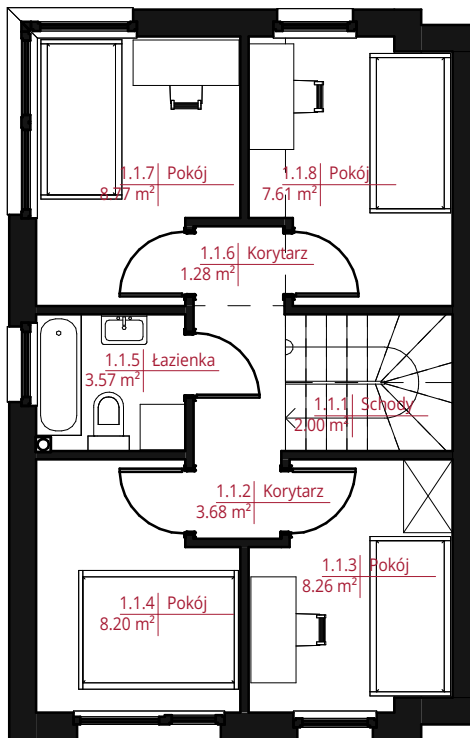 1.1.7 Pokój
8.77 m²
1.1.8 Pokój
7.61 m²
1.1.6 Korytarz
1.28 m²
1.1.5 Łazienka
3.57 m²
1.1.1 Schody
2.00 m²
1.1.2 Korytarz
3.68 m²
1.1.3 Pokój
8.26 m²
1.1.4 Pokój
8.20 m²